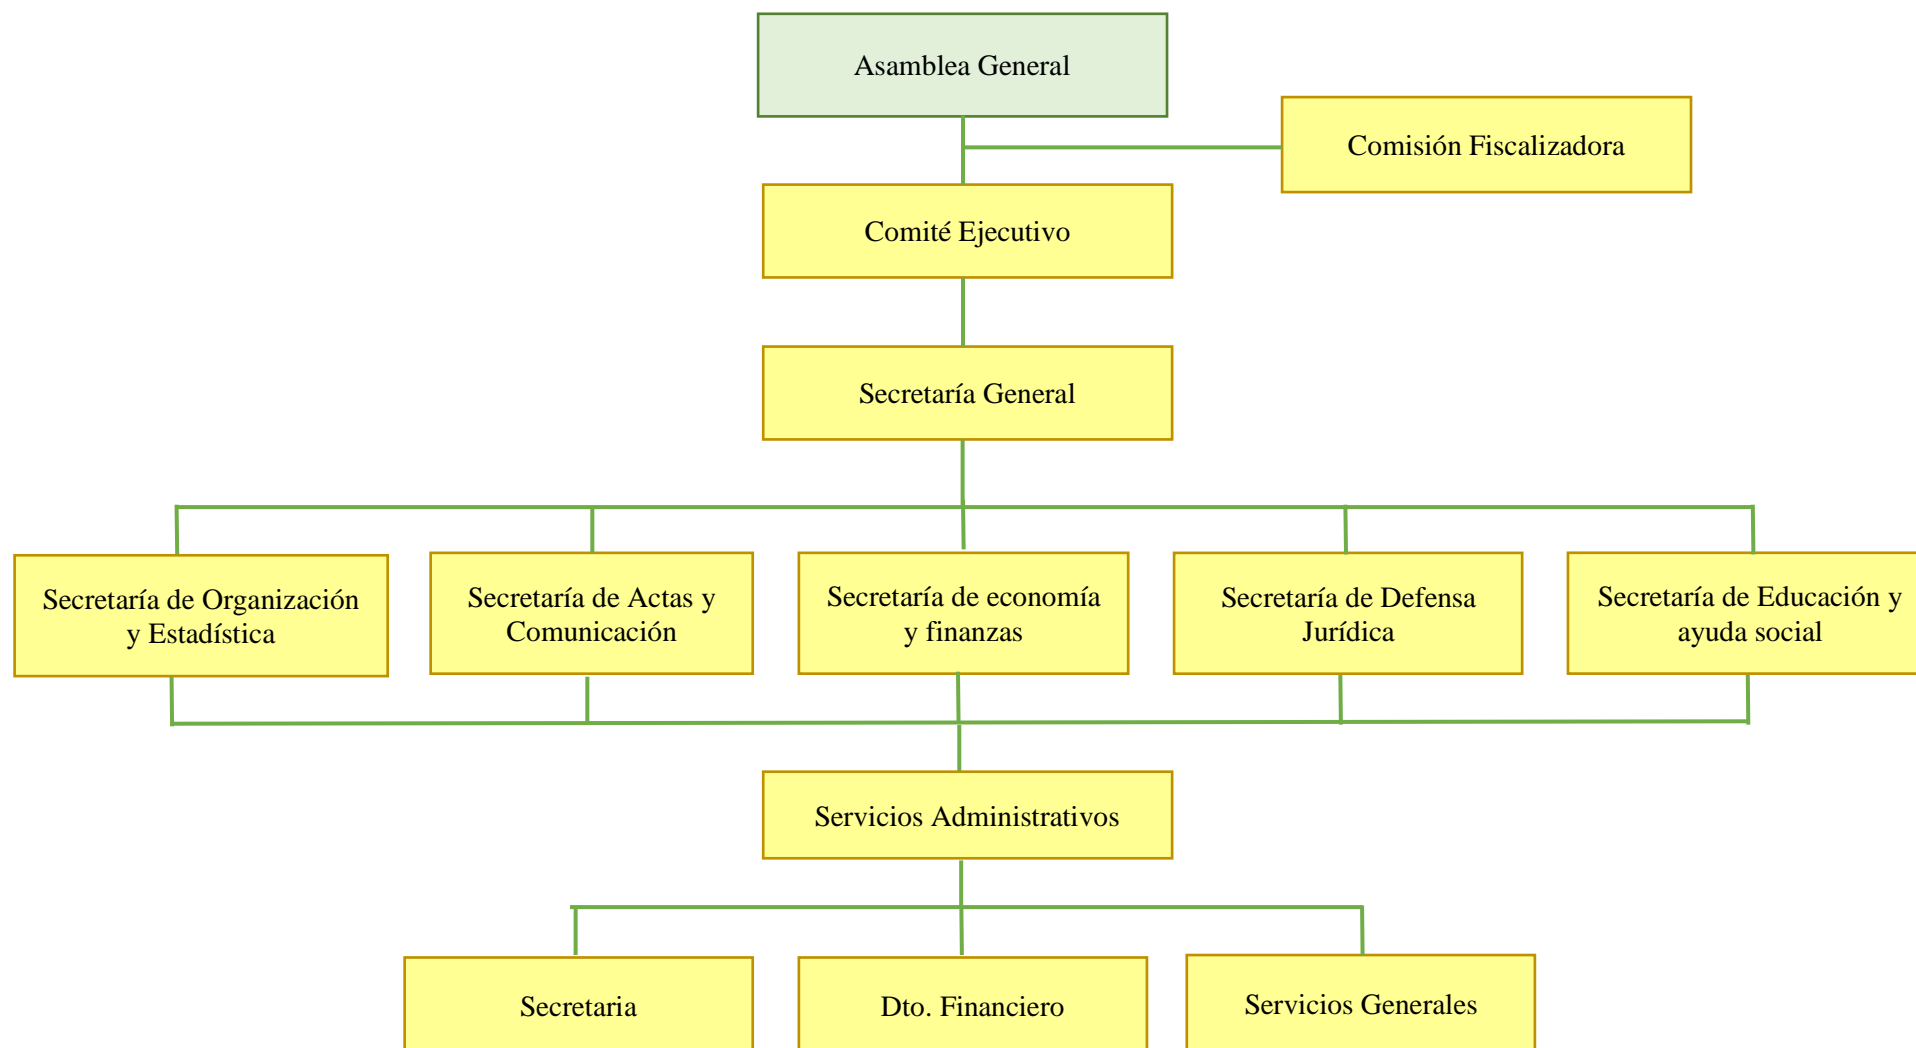 Asamblea General
Comisión Fiscalizadora
Comité Ejecutivo
Secretaría General
Secretaría de Organización
y Estadística
Secretaría de Actas y
Comunicación
Secretaría de economía
y finanzas
Secretaría de Defensa
Jurídica
Secretaría de Educación y
ayuda social
Servicios Administrativos
Secretaria
Dto. Financiero
Servicios Generales